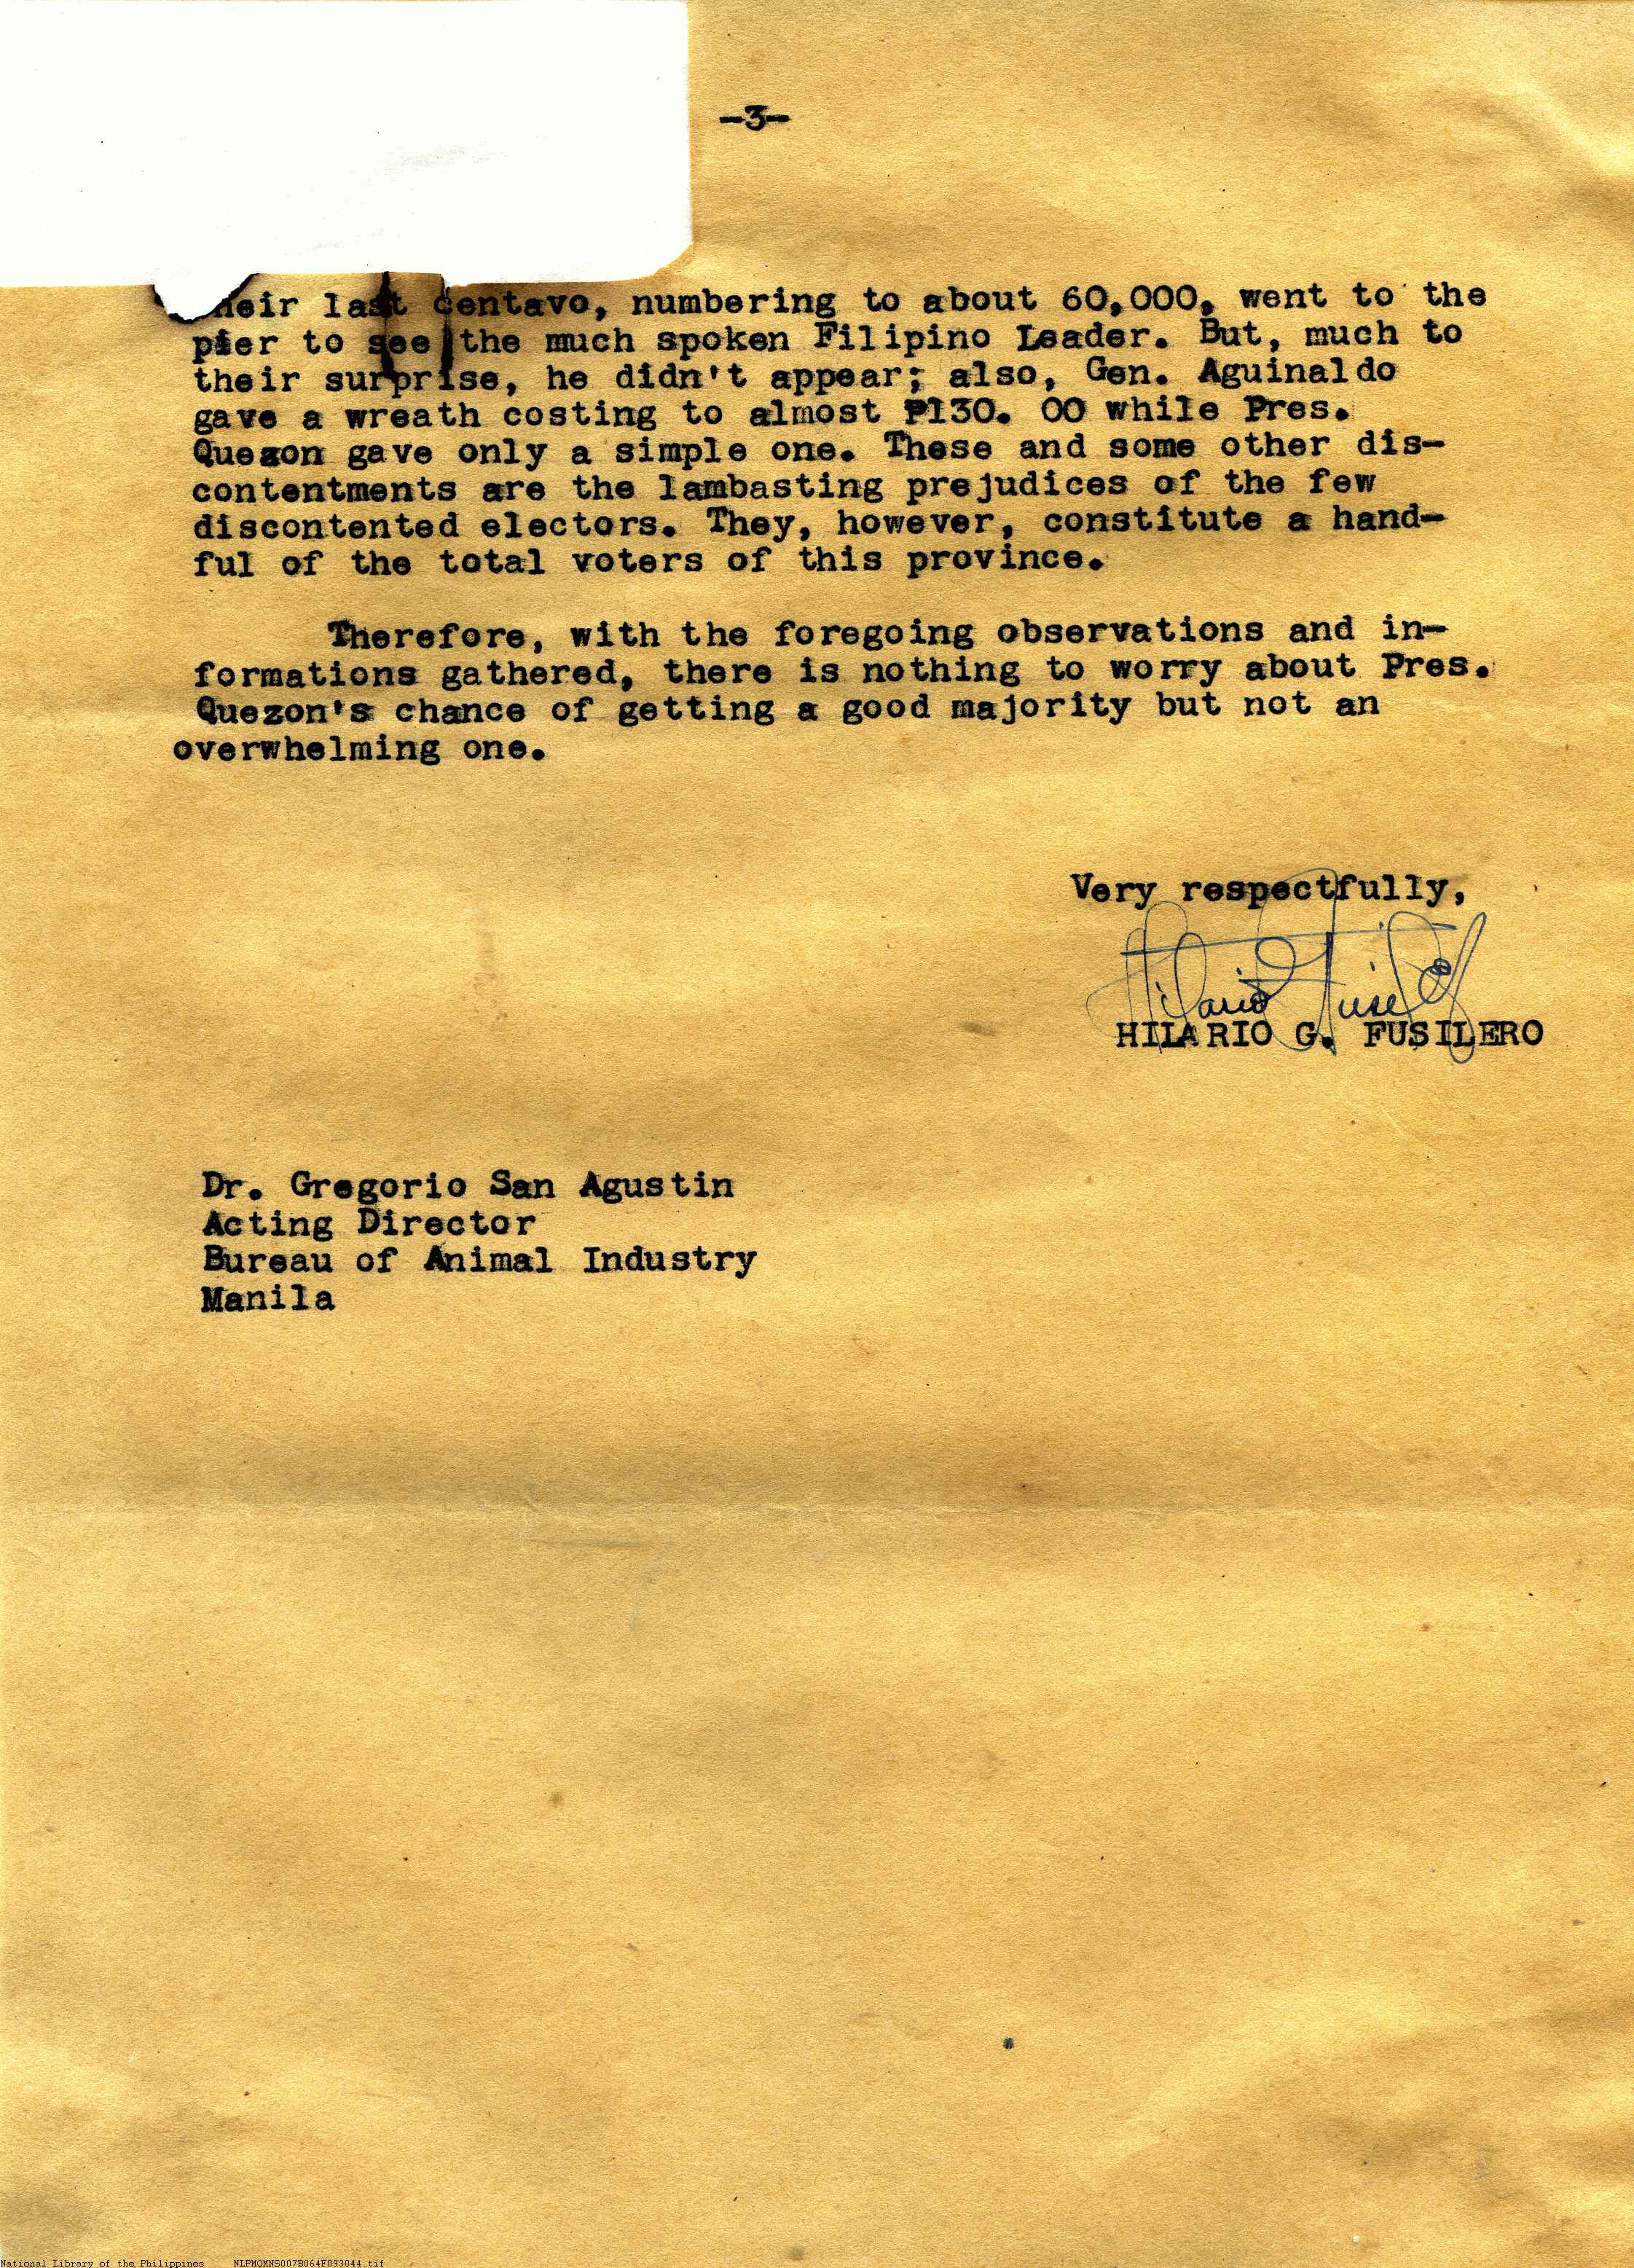 -3-
their last centavo, numbering to about 60,000, went to the
pier to see the much spoken Filipino Leader. But, much to
their surprise, he didn't appear; also, Gen. Aguinaldo
gave a wreath costing to almost ₱130. 00 while Pres.
Quezon gave only a simple one. These and some other dis-
contentments are the lambasting prejudices of the few
discontented electors. They, however, constitute a hand-
ful of the total voters of this province.
Therefore, with the foregoing observations and in-
formations gathered, there is nothing to worry about Pres.
Quezon's chance of getting a good majority but not an
overwhelming one.
Very respectfully,
HILARIO G. FUSILERO
Dr. Gregorio San Agustin
Acting Director
Bureau of Animal Industry
Manila
National Library of the Philippines NLPMQMNS007B064F093044.tif